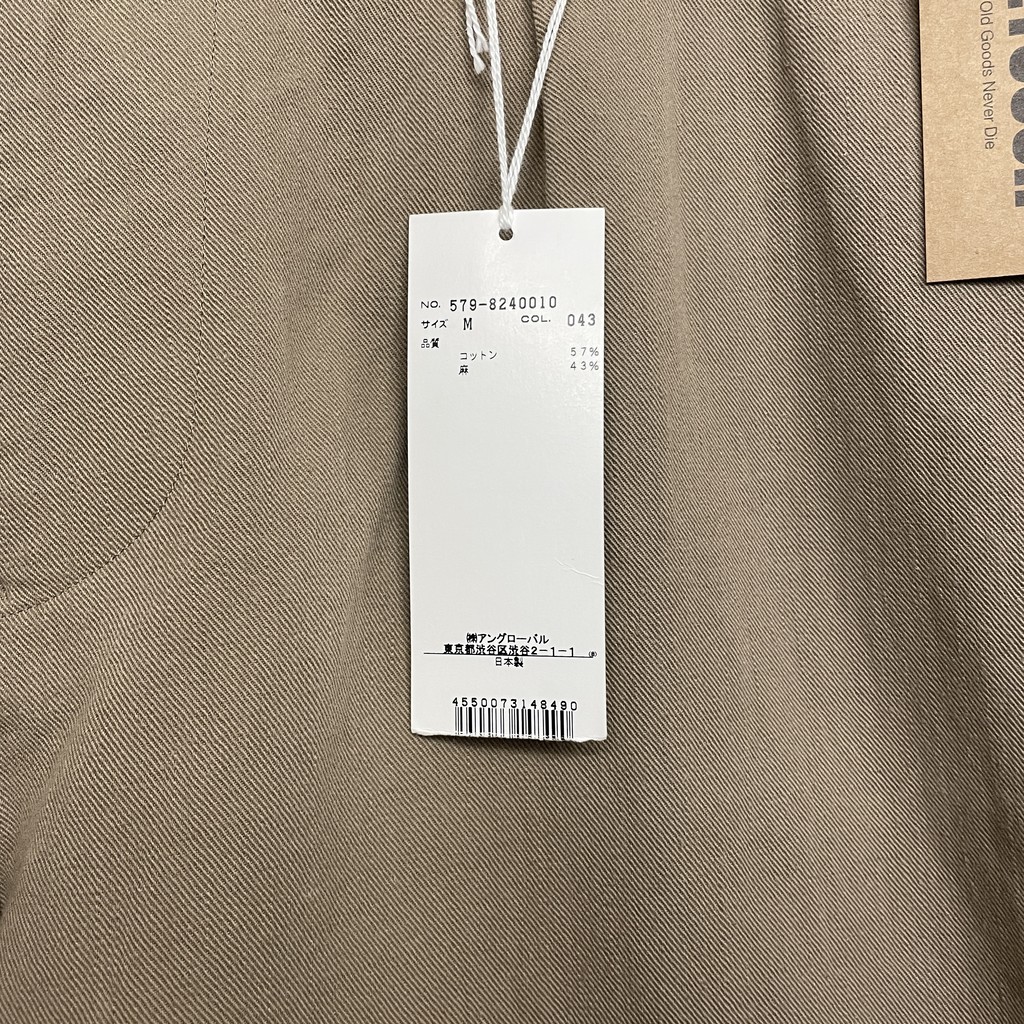 Old Goods Never Die
NO. 579-8240010
サイズ M COL. 043
品質
コットン 57%
麻 43%
㈱アングローバル
東京都渋谷区渋谷2-1-1
日本製
4550073148490